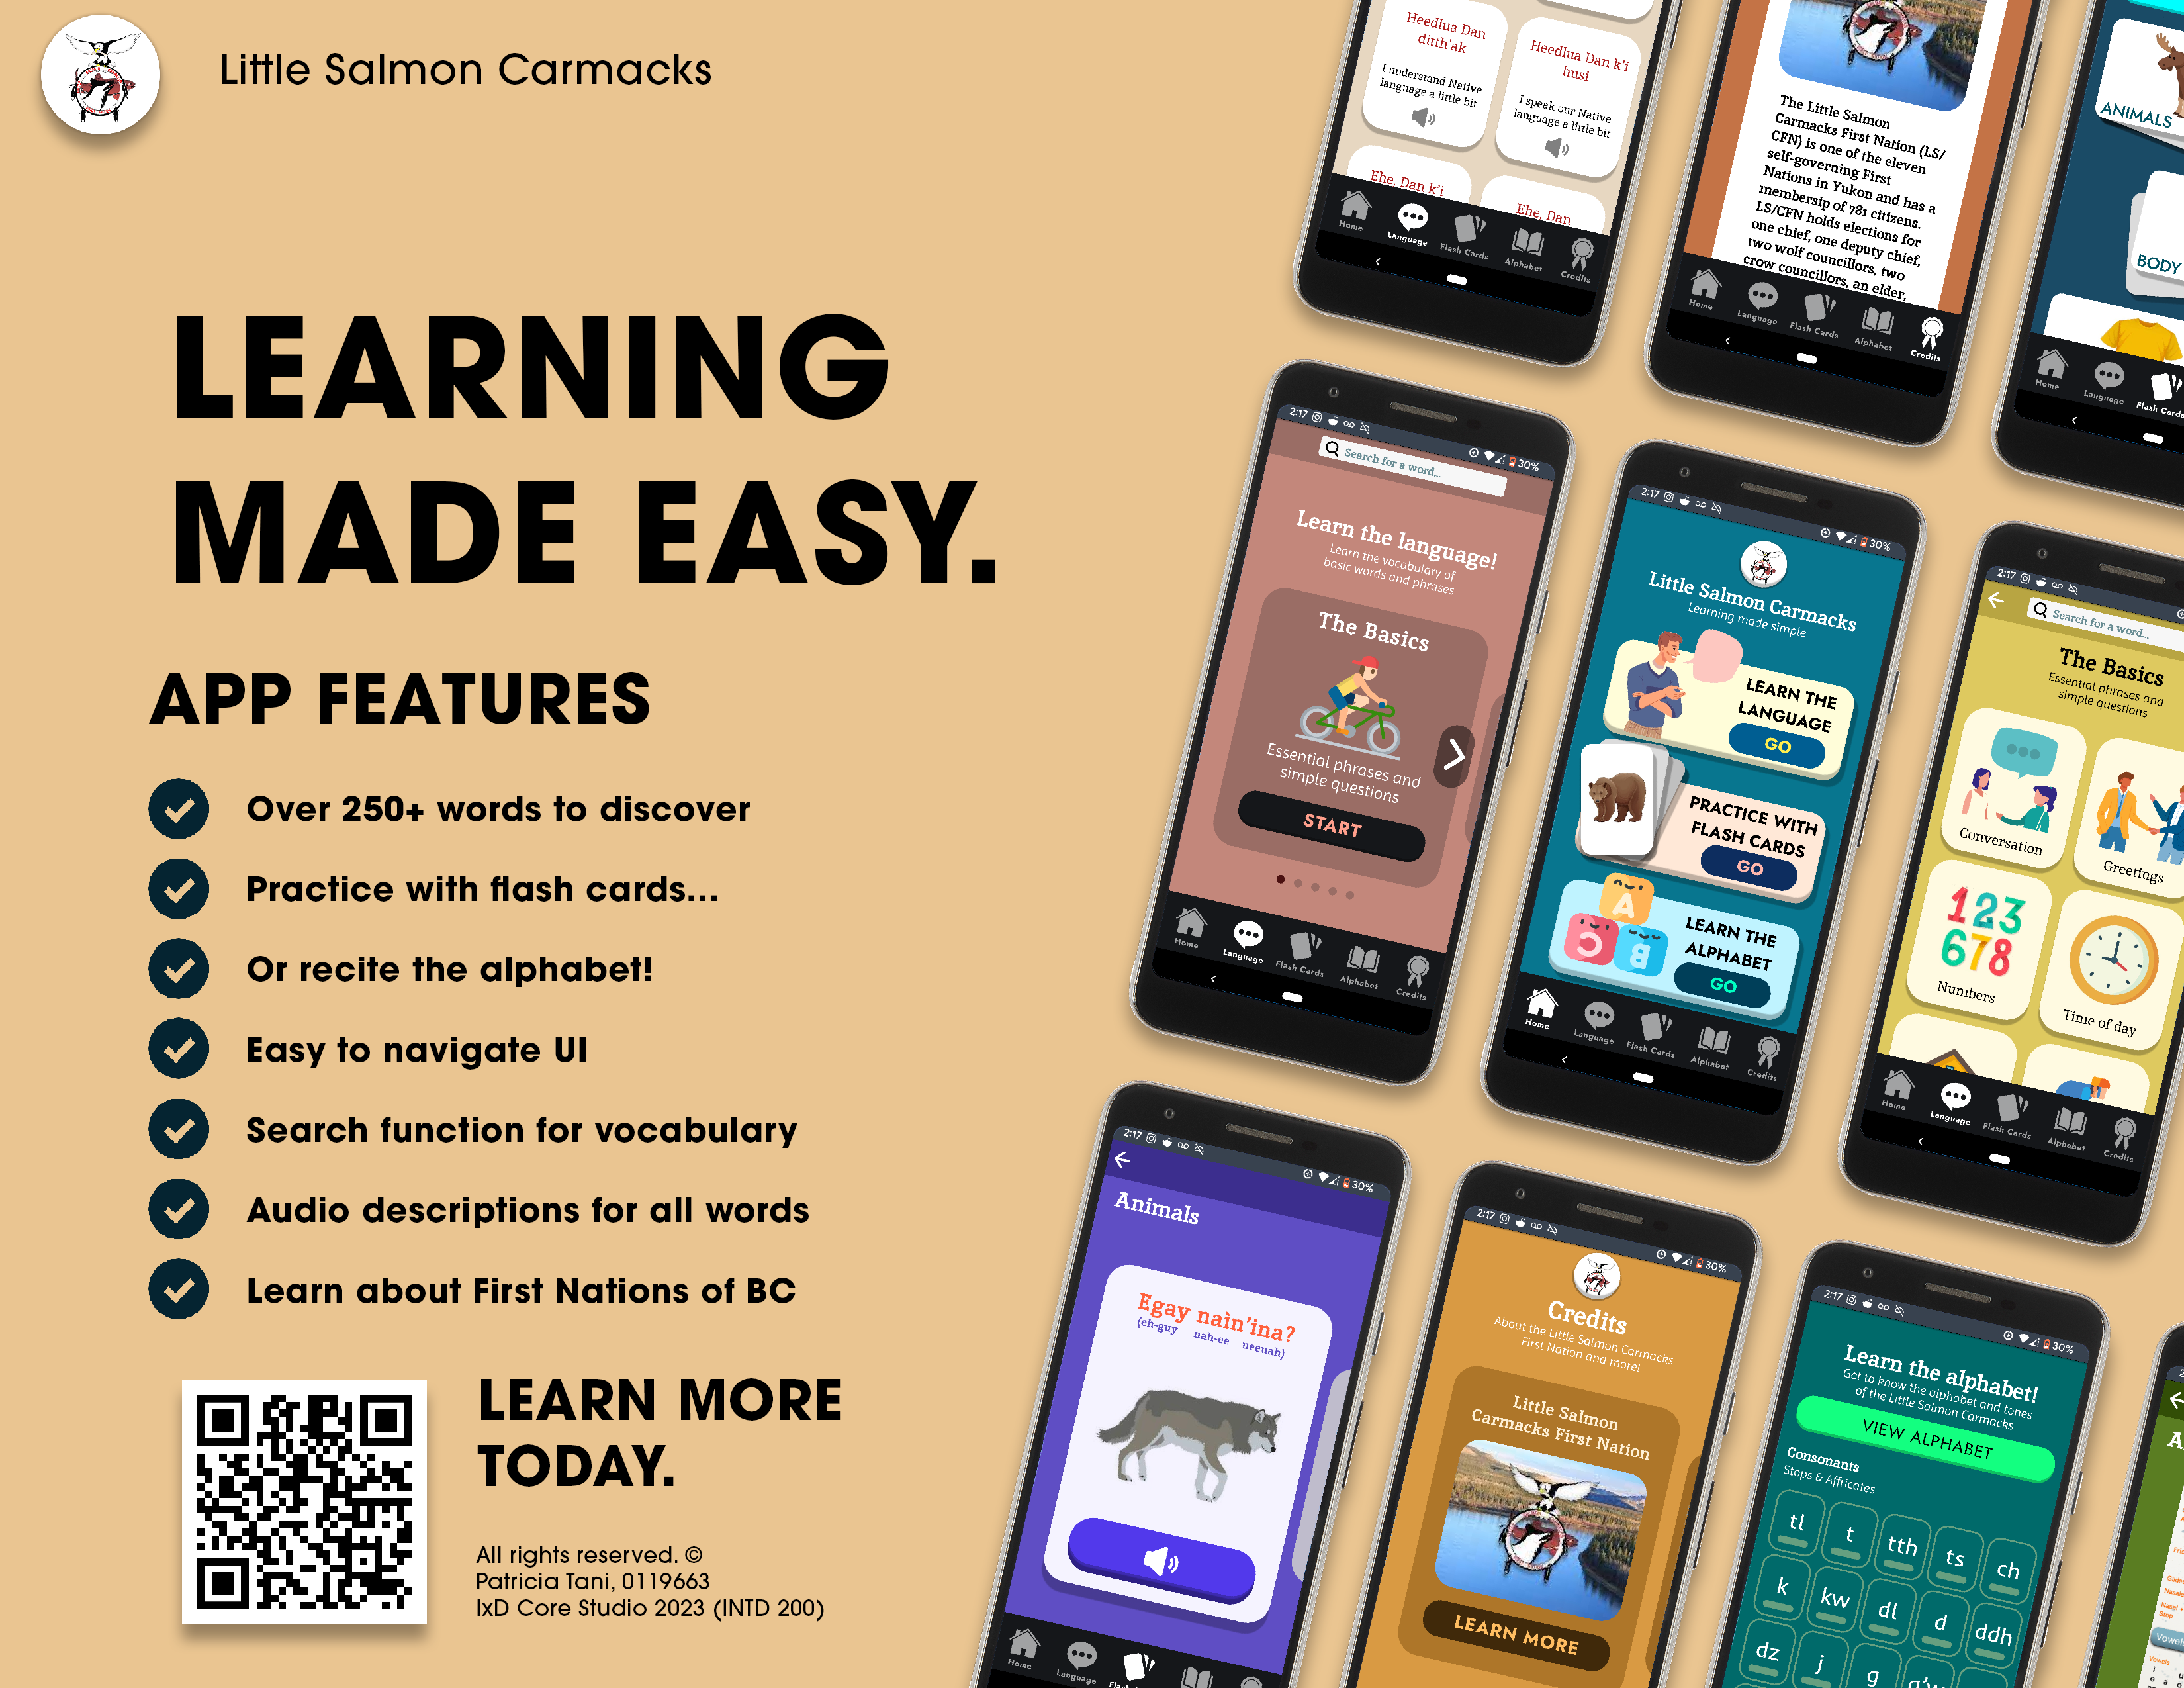 Little Salmon Carmacks
LEARNING
MADE EASY.
APP FEATURES
Over 250+ words to discover
Practice with flash cards...
Or recite the alphabet!
Easy to navigate UI
Search function for vocabulary
Audio descriptions for all words
Learn about First Nations of BC
LEARN MORE
TODAY.
All rights reserved. ©
Patricia Tani, 0119663
IxD Core Studio 2023 (INTD 200)
Heedlua Dan
ditth'ak
I understand Native
language a little bit
Heedlua Dan k'i
husi
I speak our Native
language a little bit
Ehe, Dan k'i
Ehe, Dan
Home
Language
Flash Cards
Alphabet
Credits
The Little Salmon
Carmacks First Nation (LS/
CFN) is one of the eleven
self-governing First
Nations in Yukon and has a
membersip of 781 citizens.
LS/CFN holds elections for
one chief, one deputy chief,
two wolf councillors, two
crow councillors, an elder,
Home
Language
Flash Cards
Alphabet
Credits
ANIMALS
BODY
Home
Language
Flash Cards
2:17
30%
Search for a word...
Learn the language!
Learn the vocabulary of
basic words and phrases
The Basics
Essential phrases and
simple questions
START
Home
Language
Flash Cards
Alphabet
Credits
2:17
30%
Little Salmon Carmacks
Learning made simple
LEARN THE
LANGUAGE
GO
PRACTICE WITH
FLASH CARDS
GO
A
C
B
LEARN THE
ALPHABET
GO
Home
Language
Flash Cards
Alphabet
Credits
2:17
Search for a word...
The Basics
Essential phrases and
simple questions
Conversation
Greetings
123
678
Numbers
Time of day
Home
Language
Flash Cards
Alphabet
Credits
2:17
30%
Animals
Egay nàìn'ina?
(eh-guy nah-ee neenah)
Home
Language
2:17
30%
Credits
About the Little Salmon Carmacks
First Nation and more!
Little Salmon
Carmacks First Nation
LEARN MORE
2:17
30%
Learn the alphabet!
Get to know the alphabet and tones
of the Little Salmon Carmacks
VIEW ALPHABET
Consonants
Stops & Affricates
tl t tth ts ch
k kw dl d ddh
dz j g g'w
A
Vowels